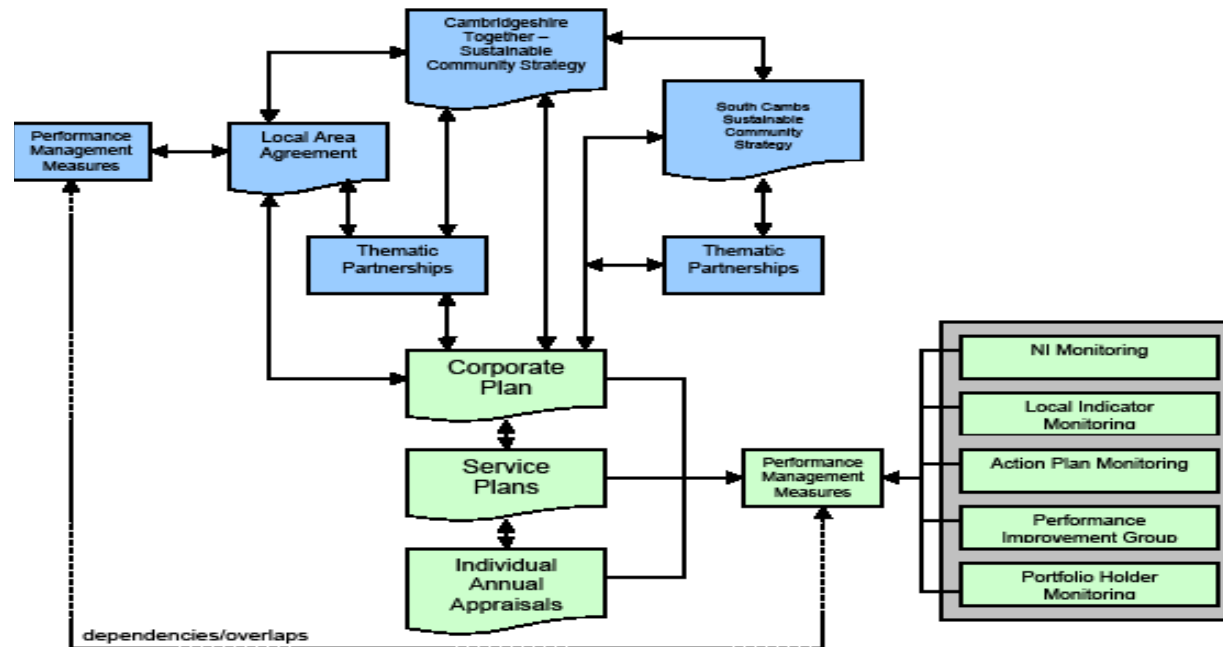 Cambridgeshire
Together –
Sustainable
Community Strategy
South Cambs
Sustainable
Community
Strategy
Performance
Management
Measures
Local Area
Agreement
Thematic
Partnerships
Thematic
Partnerships
Corporate
Plan
Service
Plans
Individual
Annual
Appraisals
Performance
Management
Measures
NI Monitoring
Local Indicator
Monitoring
Action Plan Monitoring
Performance
Improvement Group
Portfolio Holder
Monitoring
dependencies/overlaps